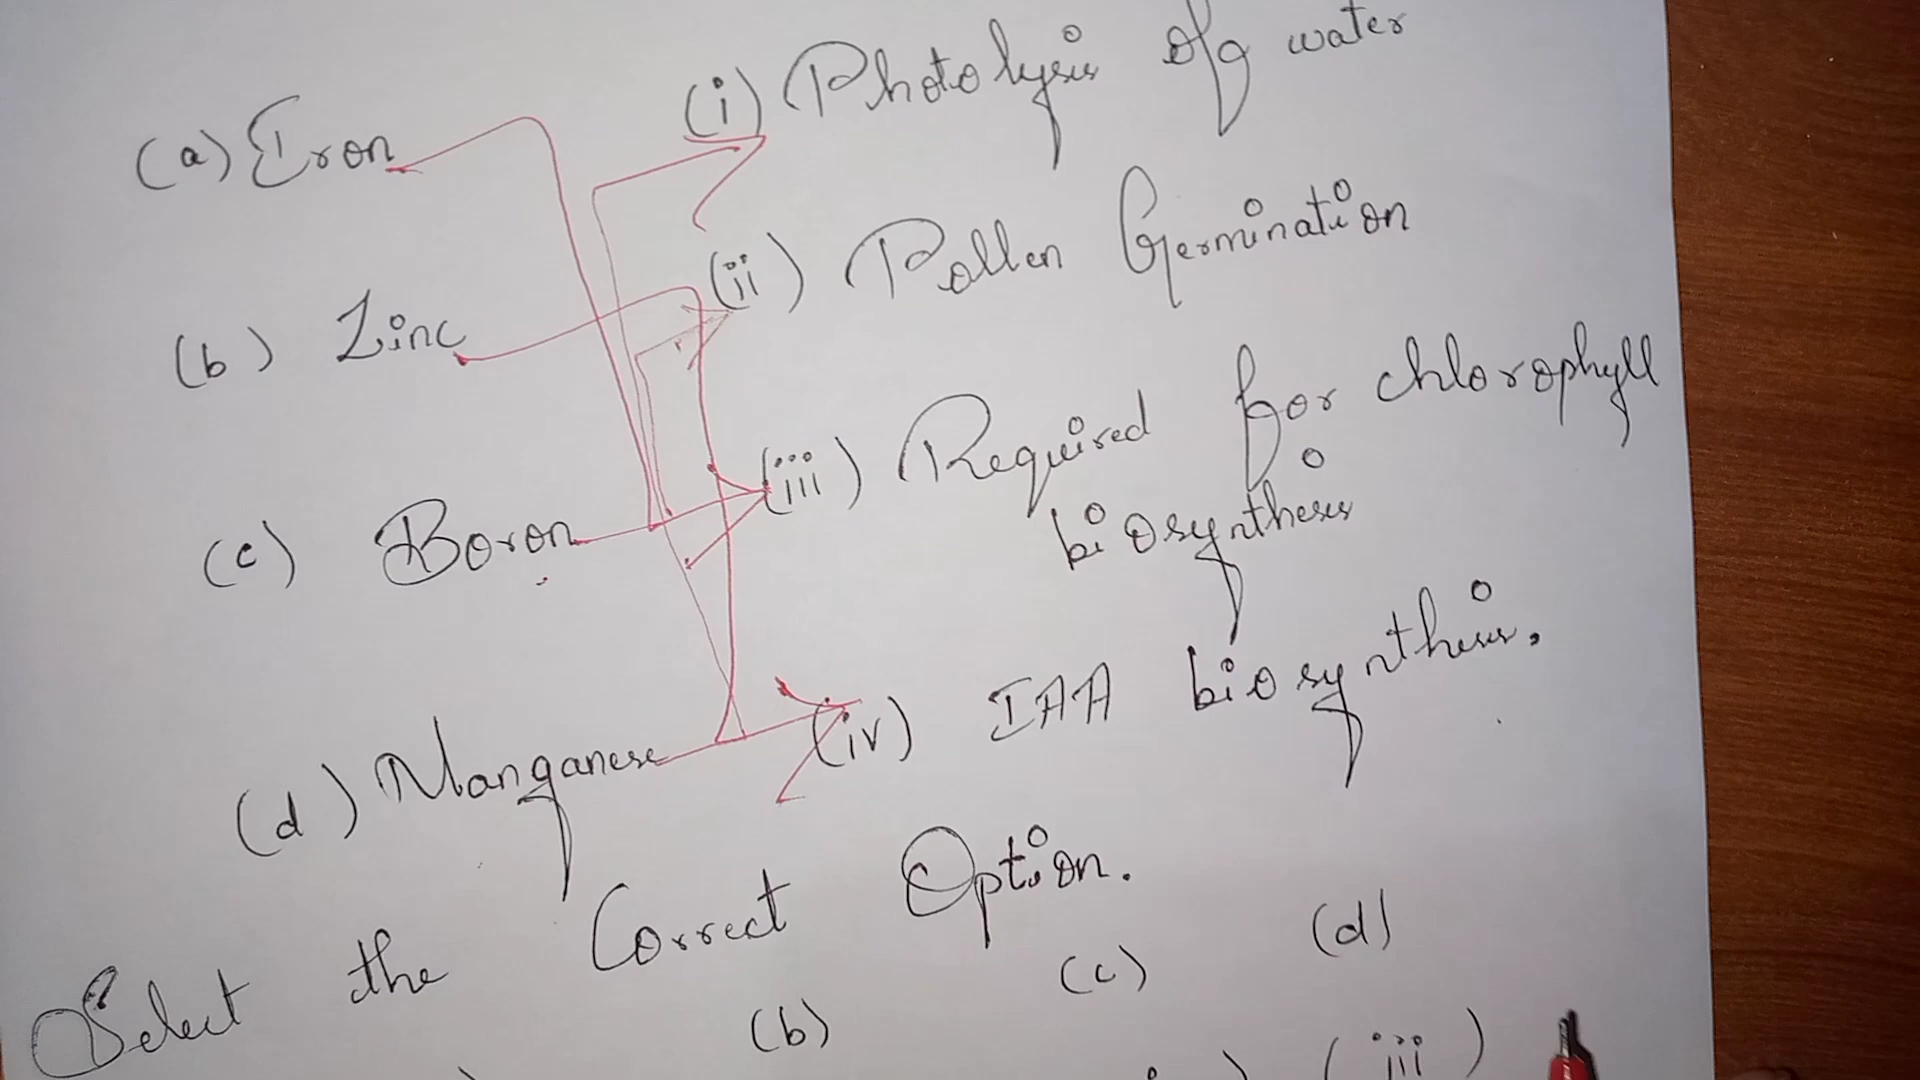 (i) Photolysis of water
(a) Iron
(ii) Pollen Germination
(b) Zinc
(iii) Required for chlorophyll
biosynthesis
(c) Boron
(iv) IAA biosynthesis.
(d) Manganese
Select the Correct Option.
(b) (c) (d)
(iii)